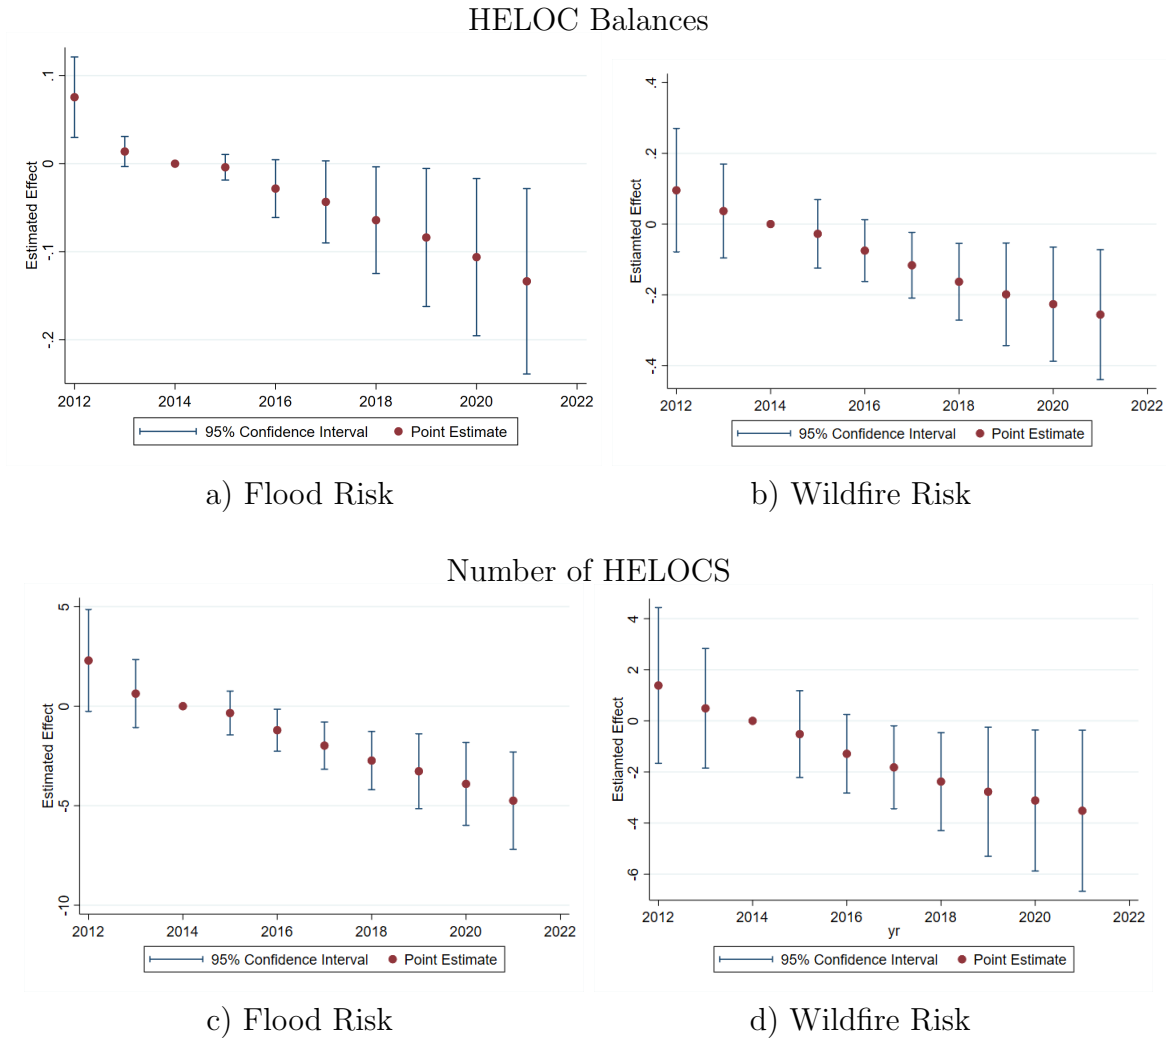 HELOC Balances
Estimated Effect
.1
0
-.1
-.2
2012 2014 2016 2018 2020 2022
95% Confidence Interval Point Estimate
a) Flood Risk
Estiamted Effect
.4
.2
0
-.2
-.4
2012 2014 2016 2018 2020 2022
95% Confidence Interval Point Estimate
b) Wildfire Risk
Number of HELOCS
Estimated Effect
5
0
-5
-10
2012 2014 2016 2018 2020 2022
95% Confidence Interval Point Estimate
c) Flood Risk
Estiamted Effect
4
2
0
-2
-4
-6
2012 2014 2016 2018 2020 2022
yr
95% Confidence Interval Point Estimate
d) Wildfire Risk